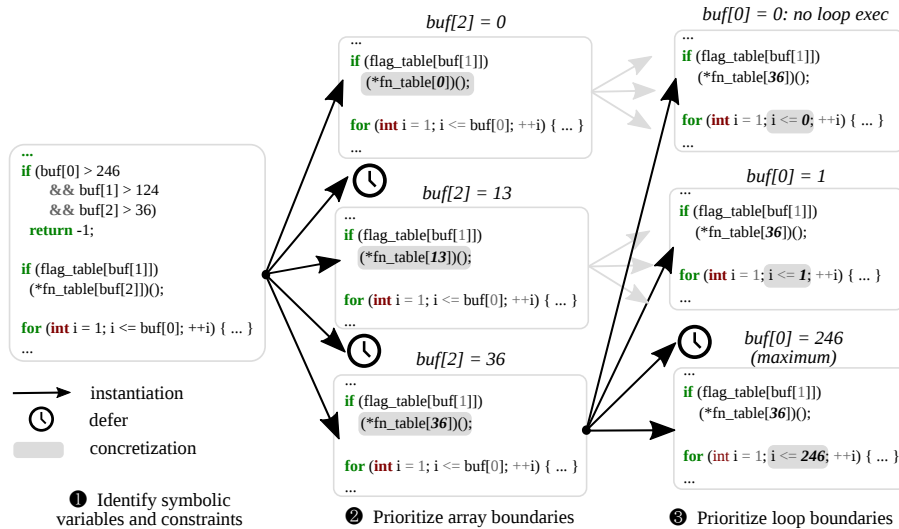 ...
if (buf[0] > 246
&& buf[1] > 124
&& buf[2] > 36)
return -1;
if (flag_table[buf[1]])
(*fn_table[buf[2]])();
for (int i = 1; i <= buf[0]; ++i) { ... }
...
instantiation
defer
concretization
❶ Identify symbolic
variables and constraints
buf[2] = 0
...
if (flag_table[buf[1]])
(*fn_table[0])();
for (int i = 1; i <= buf[0]; ++i) { ... }
...
buf[2] = 13
...
if (flag_table[buf[1]])
(*fn_table[13])();
for (int i = 1; i <= buf[0]; ++i) { ... }
...
buf[2] = 36
...
if (flag_table[buf[1]])
(*fn_table[36])();
for (int i = 1; i <= buf[0]; ++i) { ... }
...
❷ Prioritize array boundaries
buf[0] = 0: no loop exec
...
if (flag_table[buf[1]])
(*fn_table[36])();
for (int i = 1; i <= 0; ++i) { ... }
...
buf[0] = 1
...
if (flag_table[buf[1]])
(*fn_table[36])();
for (int i = 1; i <= 1; ++i) { ... }
...
buf[0] = 246
(maximum)
...
if (flag_table[buf[1]])
(*fn_table[36])();
for (int i = 1; i <= 246; ++i) { ... }
...
❸ Prioritize loop boundaries